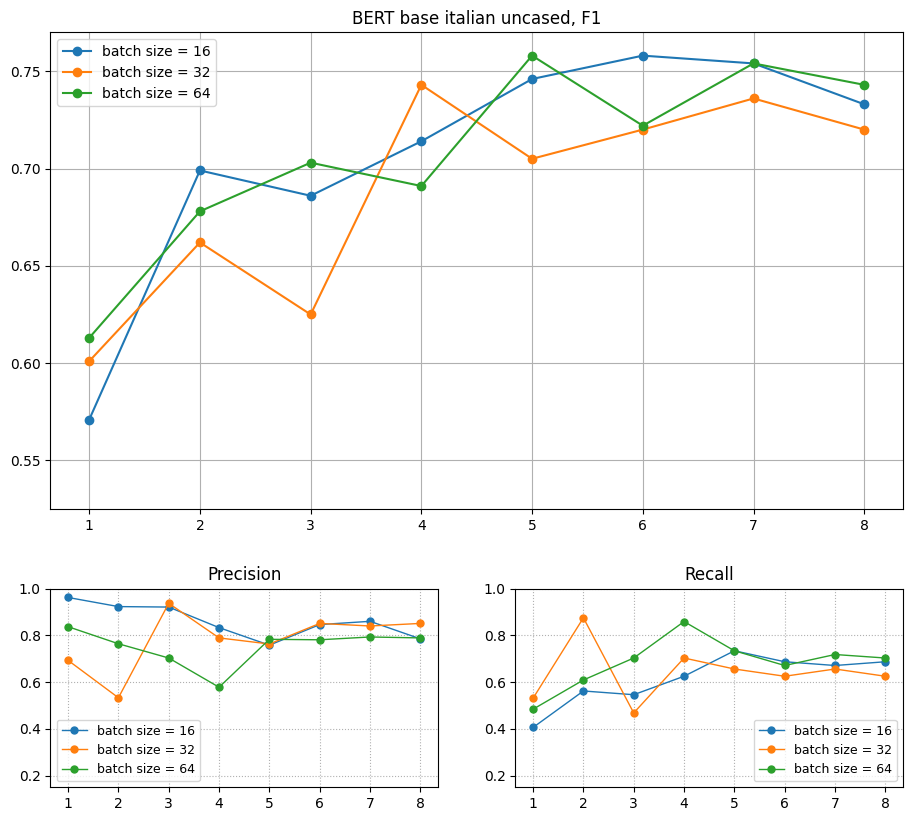 BERT base italian uncased, F1
batch size = 16
batch size = 32
batch size = 64
0.75
0.70
0.65
0.60
0.55
1 2 3 4 5 6 7 8
Precision
1.0
0.8
0.6
0.4
0.2
batch size = 16
batch size = 32
batch size = 64
1 2 3 4 5 6 7 8
Recall
1.0
0.8
0.6
0.4
0.2
batch size = 16
batch size = 32
batch size = 64
1 2 3 4 5 6 7 8